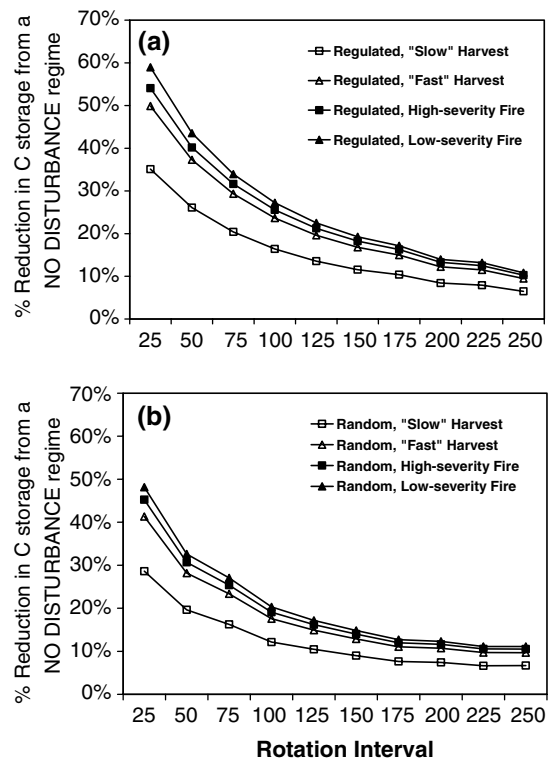 (a)
70%
60%
50%
40%
30%
20%
10%
0%
% Reduction in C storage from a
NO DISTURBANCE regime
Regulated, "Slow" Harvest
Regulated, "Fast" Harvest
Regulated, High-severity Fire
Regulated, Low-severity Fire
25 50 75 100 125 150 175 200 225 250
(b)
70%
60%
50%
40%
30%
20%
10%
0%
% Reduction in C storage from a
NO DISTURBANCE regime
Random, "Slow" Harvest
Random, "Fast" Harvest
Random, High-severity Fire
Random, Low-severity Fire
25 50 75 100 125 150 175 200 225 250
Rotation Interval